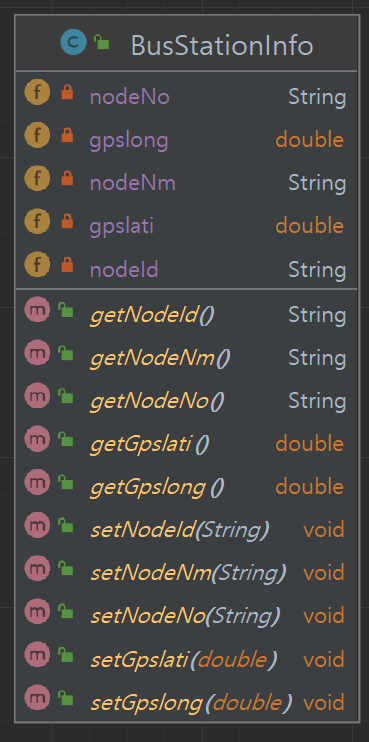 C BusStationInfo
f nodeNo String
f gpslong double
f nodeNm String
f gpslati double
f nodeId String
m getNodeId() String
m getNodeNm() String
m getNodeNo() String
m getGpslati() double
m getGpslong() double
m setNodeId(String) void
m setNodeNm(String) void
m setNodeNo(String) void
m setGpslati(double) void
m setGpslong(double) void